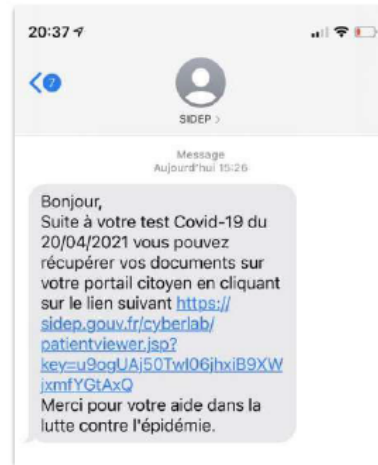 20:37
7
SIDEP >
Message
Aujourd'hui 15:26
Bonjour,
Suite à votre test Covid-19 du
20/04/2021 vous pouvez
récupérer vos documents sur
votre portail citoyen en cliquant
sur le lien suivant https://
sidep.gouv.fr/cyberlab/
patientviewer.jsp?
key=u9ogUAj50TwI06jhxiB9XW
jxmfYGtAxQ
Merci pour votre aide dans la
lutte contre l'épidémie.